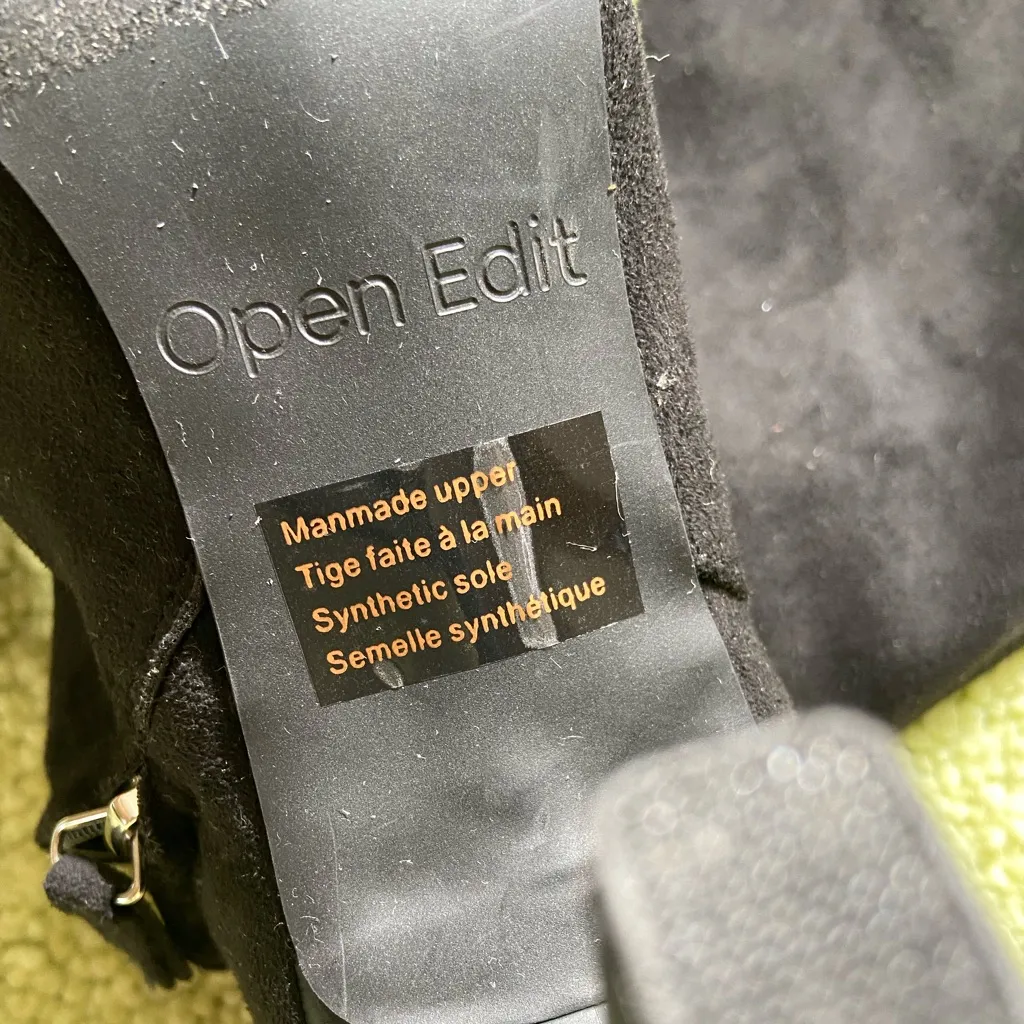 Open Edit
Manmade upper
Tige faite à la main
Synthetic sole
Semelle synthétique